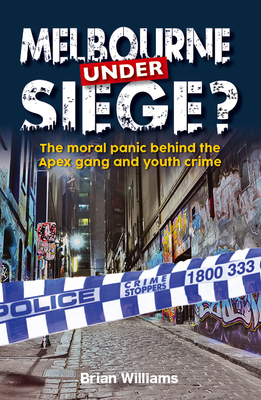 MELBOURNE
UNDER
SIEGE?
The moral panic behind the
Apex gang and youth crime
POLICE
CRIME
STOPPERS
1800 333
Brian Williams